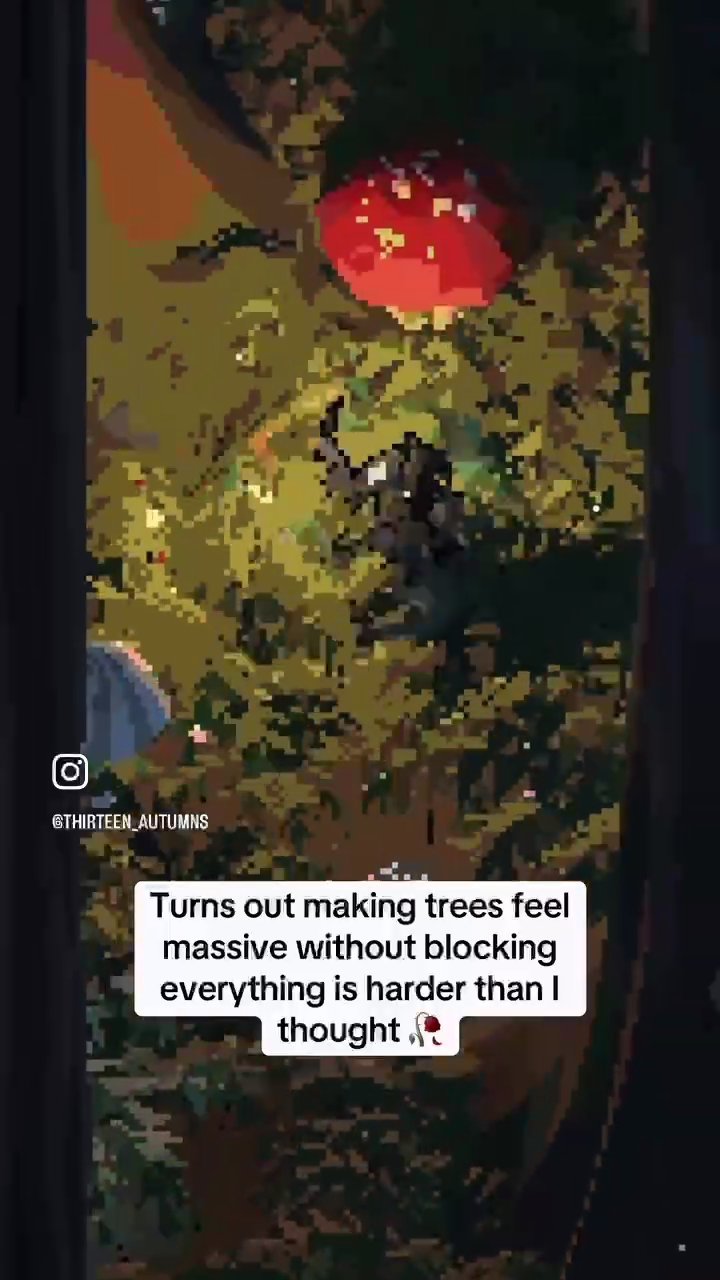 @THIRTEEN_AUTUMNS
Turns out making trees feel
massive without blocking
everything is harder than I
thought 🥀